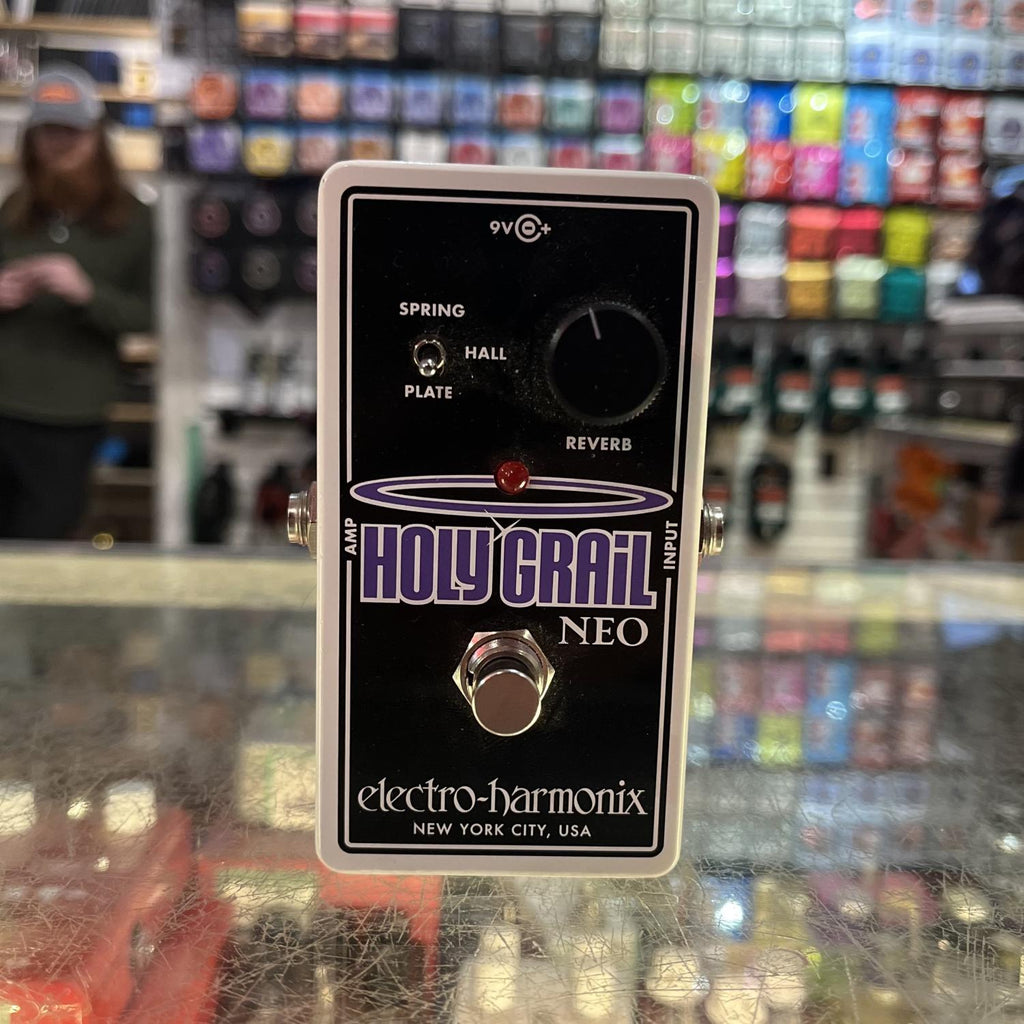 9V
+
SPRING
HALL
PLATE
REVERB
AMP
INPUT
HOLY GRAiL
NEO
electro-harmonix
NEW YORK CITY, USA